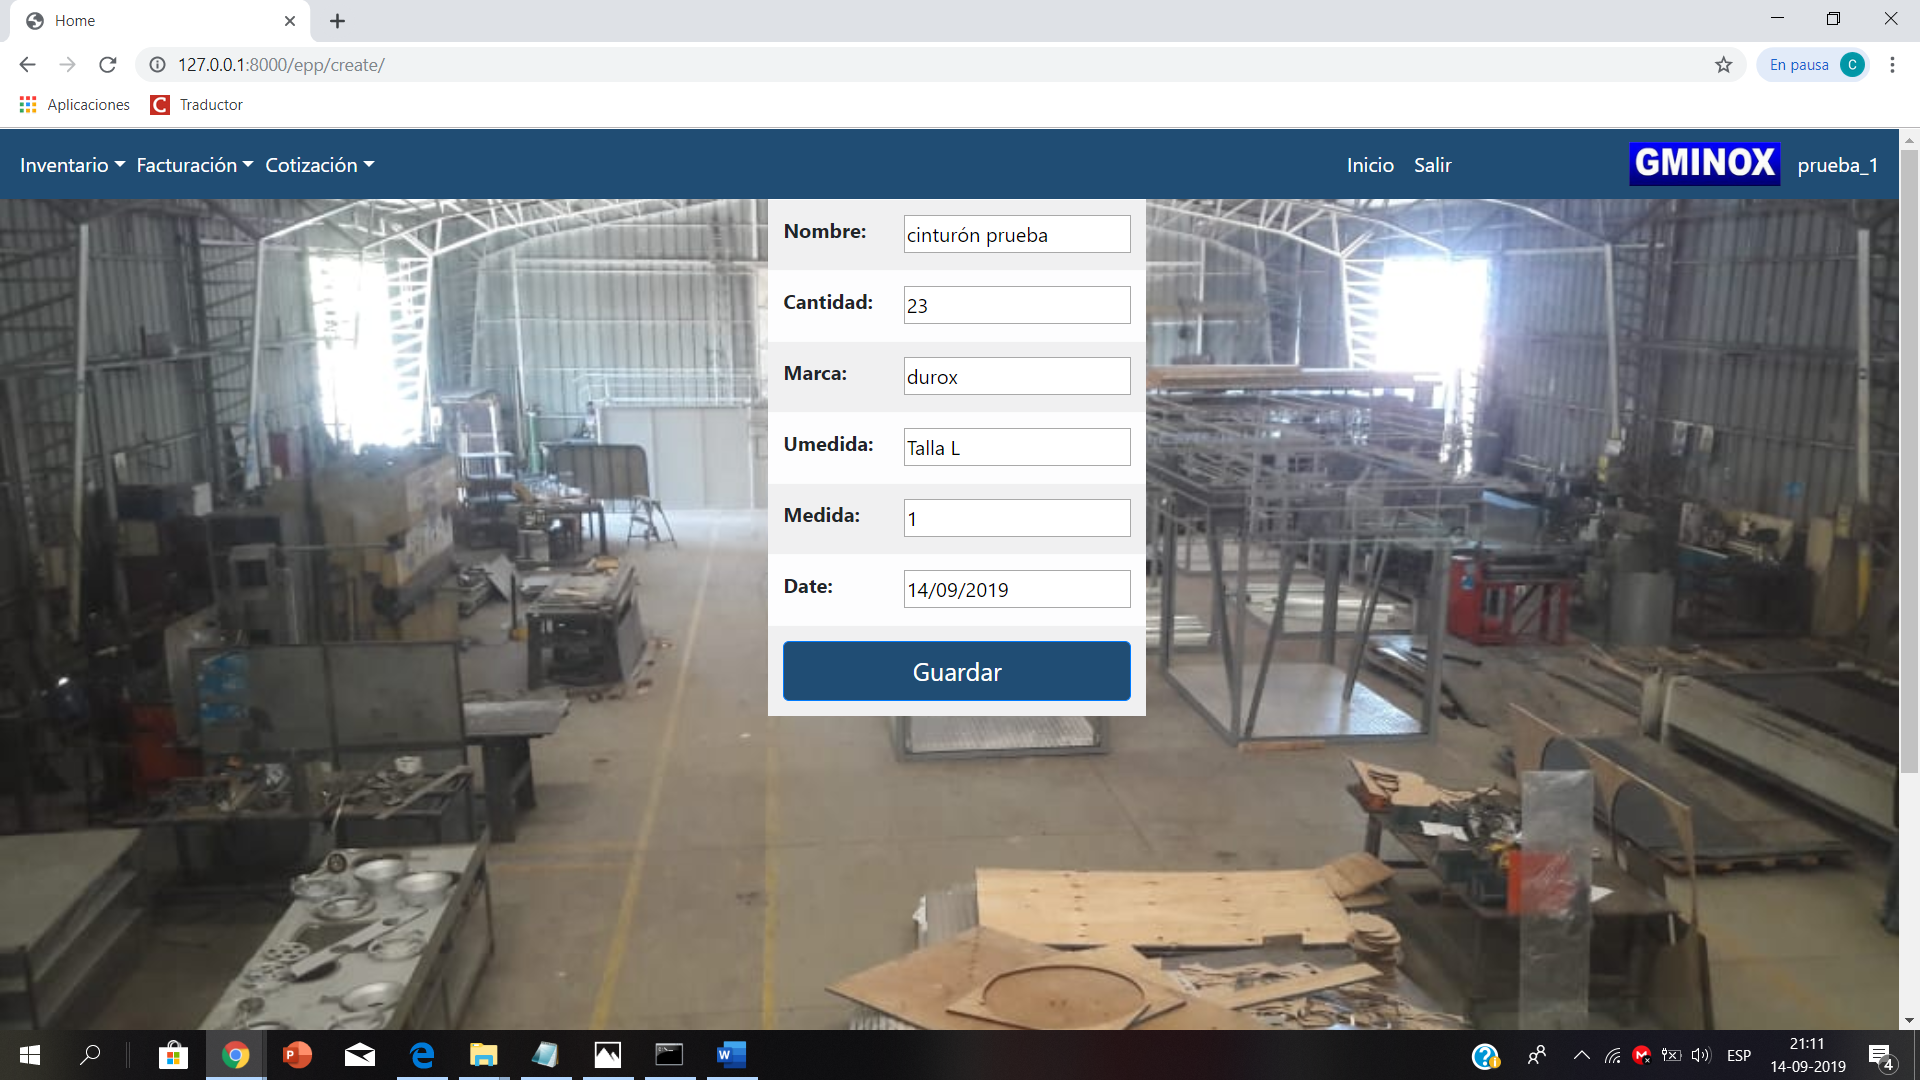 Home
127.0.0.1:8000/epp/create/
En pausa C
Aplicaciones Traductor
Inventario Facturación Cotización Inicio Salir GMINOX prueba_1
Nombre: cinturón prueba
Cantidad: 23
Marca: durox
Umedida: Talla L
Medida: 1
Date: 14/09/2019
Guardar
ESP
21:11
14-09-2019
4